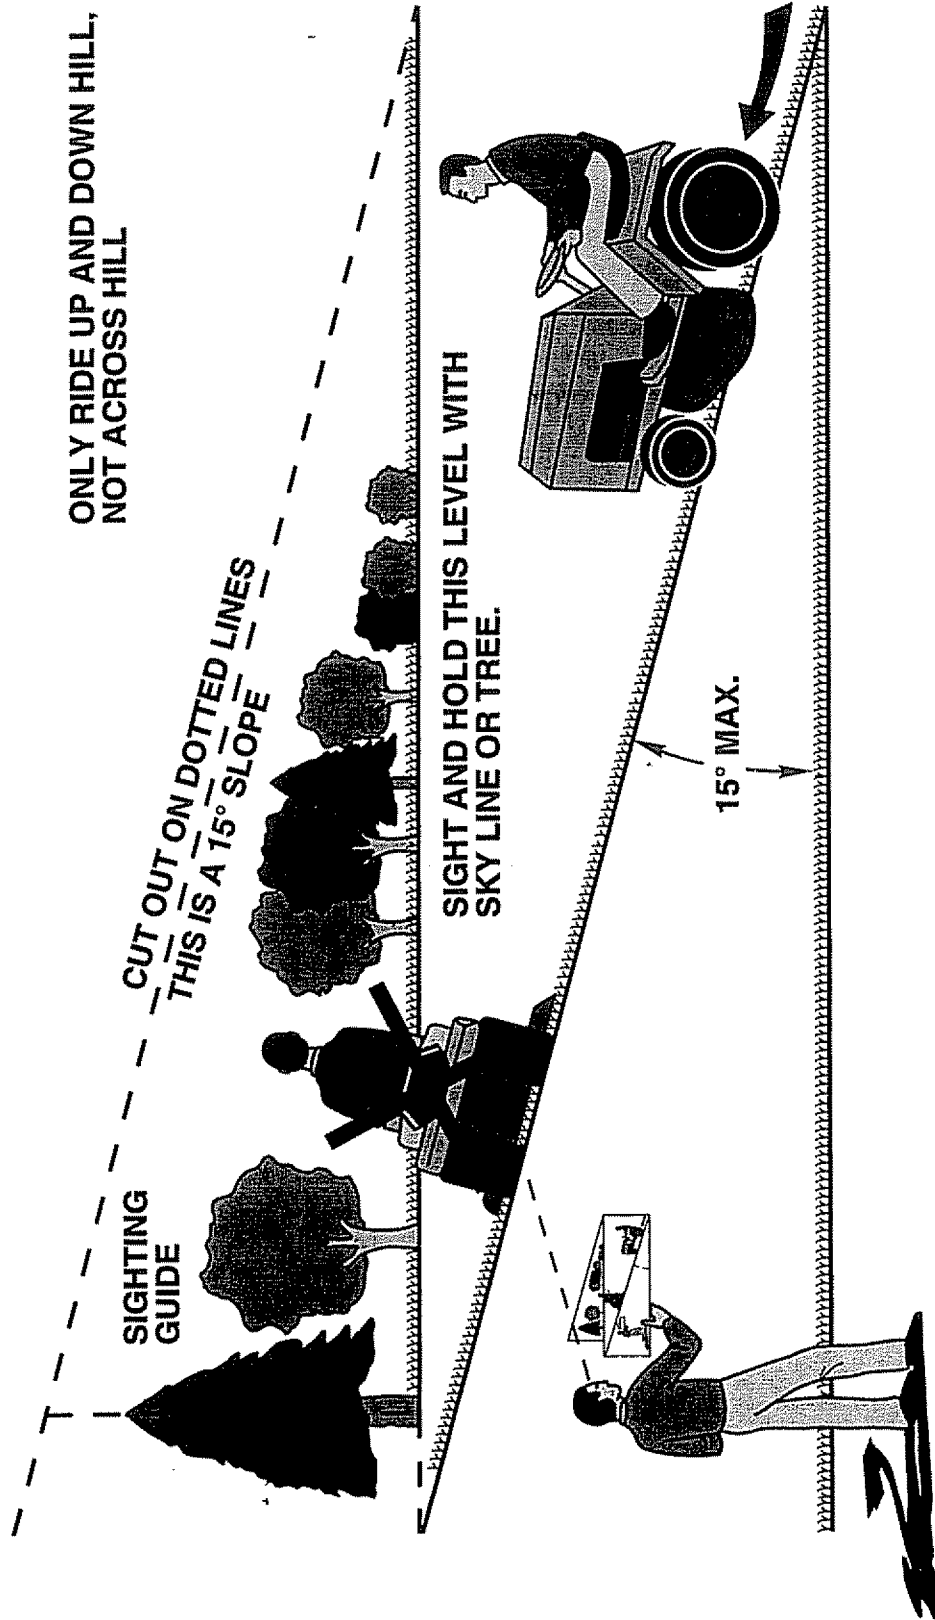 ONLY RIDE UP AND DOWN HILL,
NOT ACROSS HILL
CUT OUT ON DOTTED LINES
THIS IS A 15° SLOPE
SIGHTING
GUIDE
SIGHT AND HOLD THIS LEVEL WITH
SKY LINE OR TREE.
15° MAX.